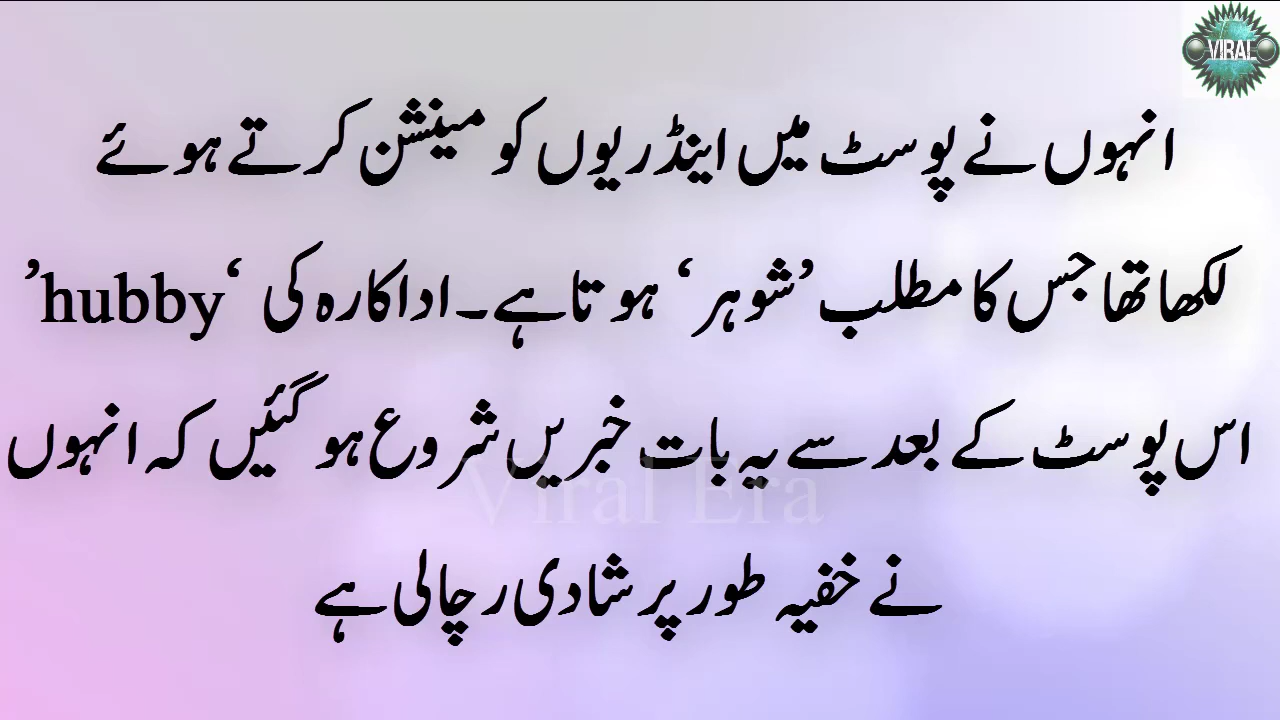 VIRAL
انہوں نے پوسٹ میں اینڈریوں کو مینشن کرتے ہوئے
لکھا تھا جس کا مطلب ’شوہر‘ ہوتا ہے۔ اداکارہ کی ‘hubby’
اس پوسٹ کے بعد سے یہ بات خبریں شروع ہو گئیں کہ انہوں
نے خفیہ طور پر شادی رچالی ہے
Viral Era